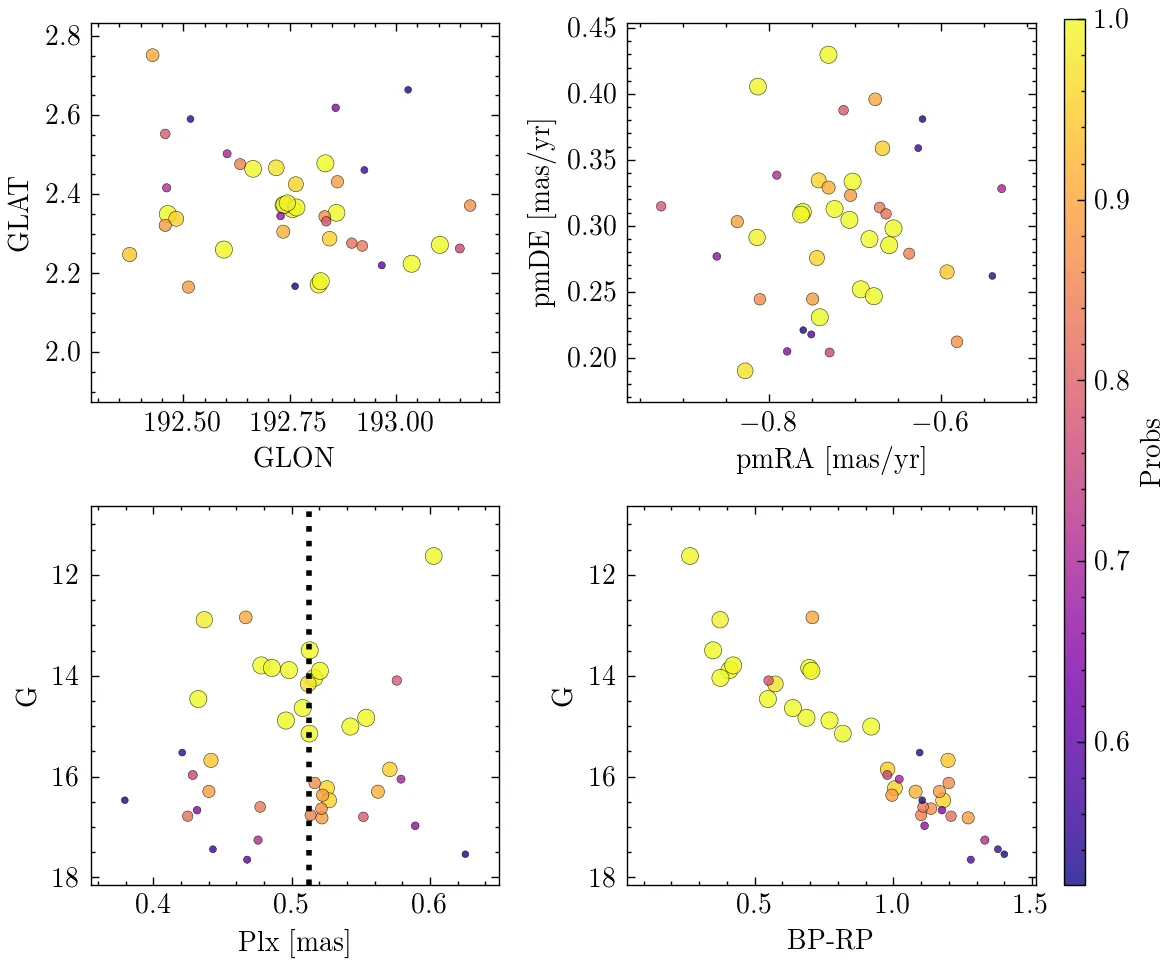 2.8
2.6
2.4
2.2
2.0
GLAT
192.50 192.75 193.00
GLON
0.45
0.40
0.35
0.30
0.25
0.20
pmDE [mas/yr]
−0.8 −0.6
pmRA [mas/yr]
12
14
16
18
G
0.4 0.5 0.6
Plx [mas]
12
14
16
18
G
0.5 1.0 1.5
BP-RP
1.0
0.9
0.8
0.7
0.6
Probs